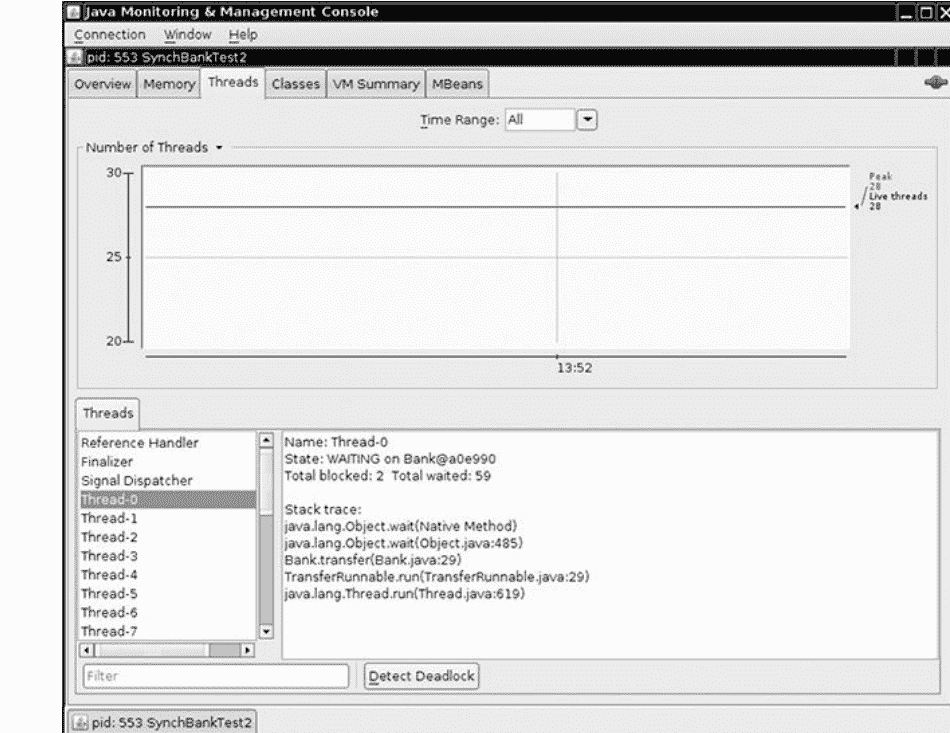 Java Monitoring & Management Console
Connection Window Help
pid: 553 SynchBankTest2
Overview Memory Threads Classes VM Summary MBeans
Time Range: All
Number of Threads
30
25
20
13:52
Peak
28
Live threads
28
Threads
Reference Handler
Finalizer
Signal Dispatcher
Thread-0
Thread-1
Thread-2
Thread-3
Thread-4
Thread-5
Thread-6
Thread-7
Name: Thread-0
State: WAITING on Bank@a0e990
Total blocked: 2 Total waited: 59
Stack trace:
java.lang.Object.wait(Native Method)
java.lang.Object.wait(Object.java:485)
Bank.transfer(Bank.java:29)
TransferRunnable.run(TransferRunnable.java:29)
java.lang.Thread.run(Thread.java:619)
Filter
Detect Deadlock
pid: 553 SynchBankTest2